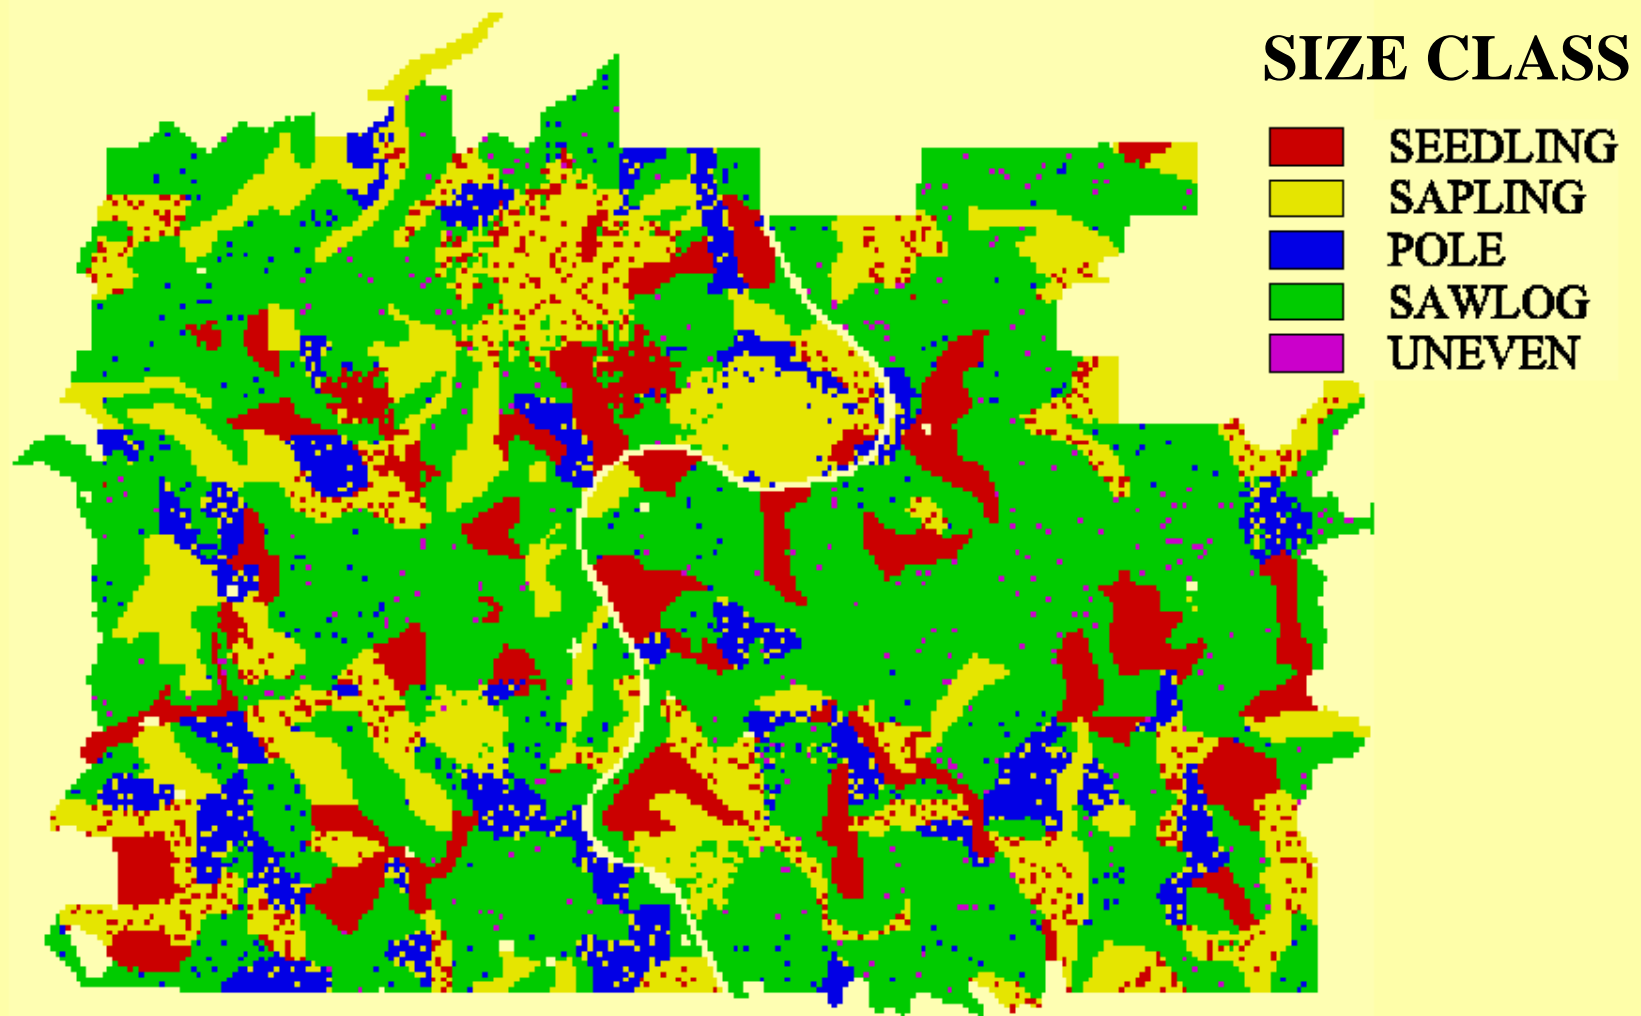 SIZE CLASS
SEEDLING
SAPLING
POLE
SAWLOG
UNEVEN